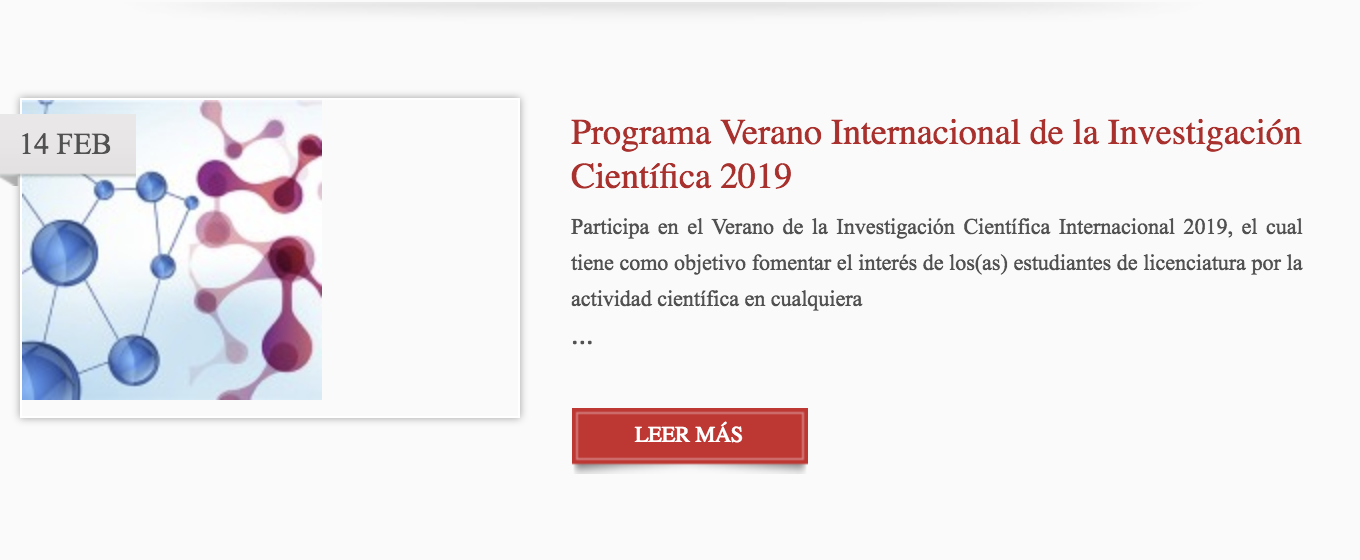 14 FEB
Programa Verano Internacional de la Investigación
Científica 2019
Participa en el Verano de la Investigación Científica Internacional 2019, el cual
tiene como objetivo fomentar el interés de los(as) estudiantes de licenciatura por la
actividad científica en cualquiera
...
LEER MÁS